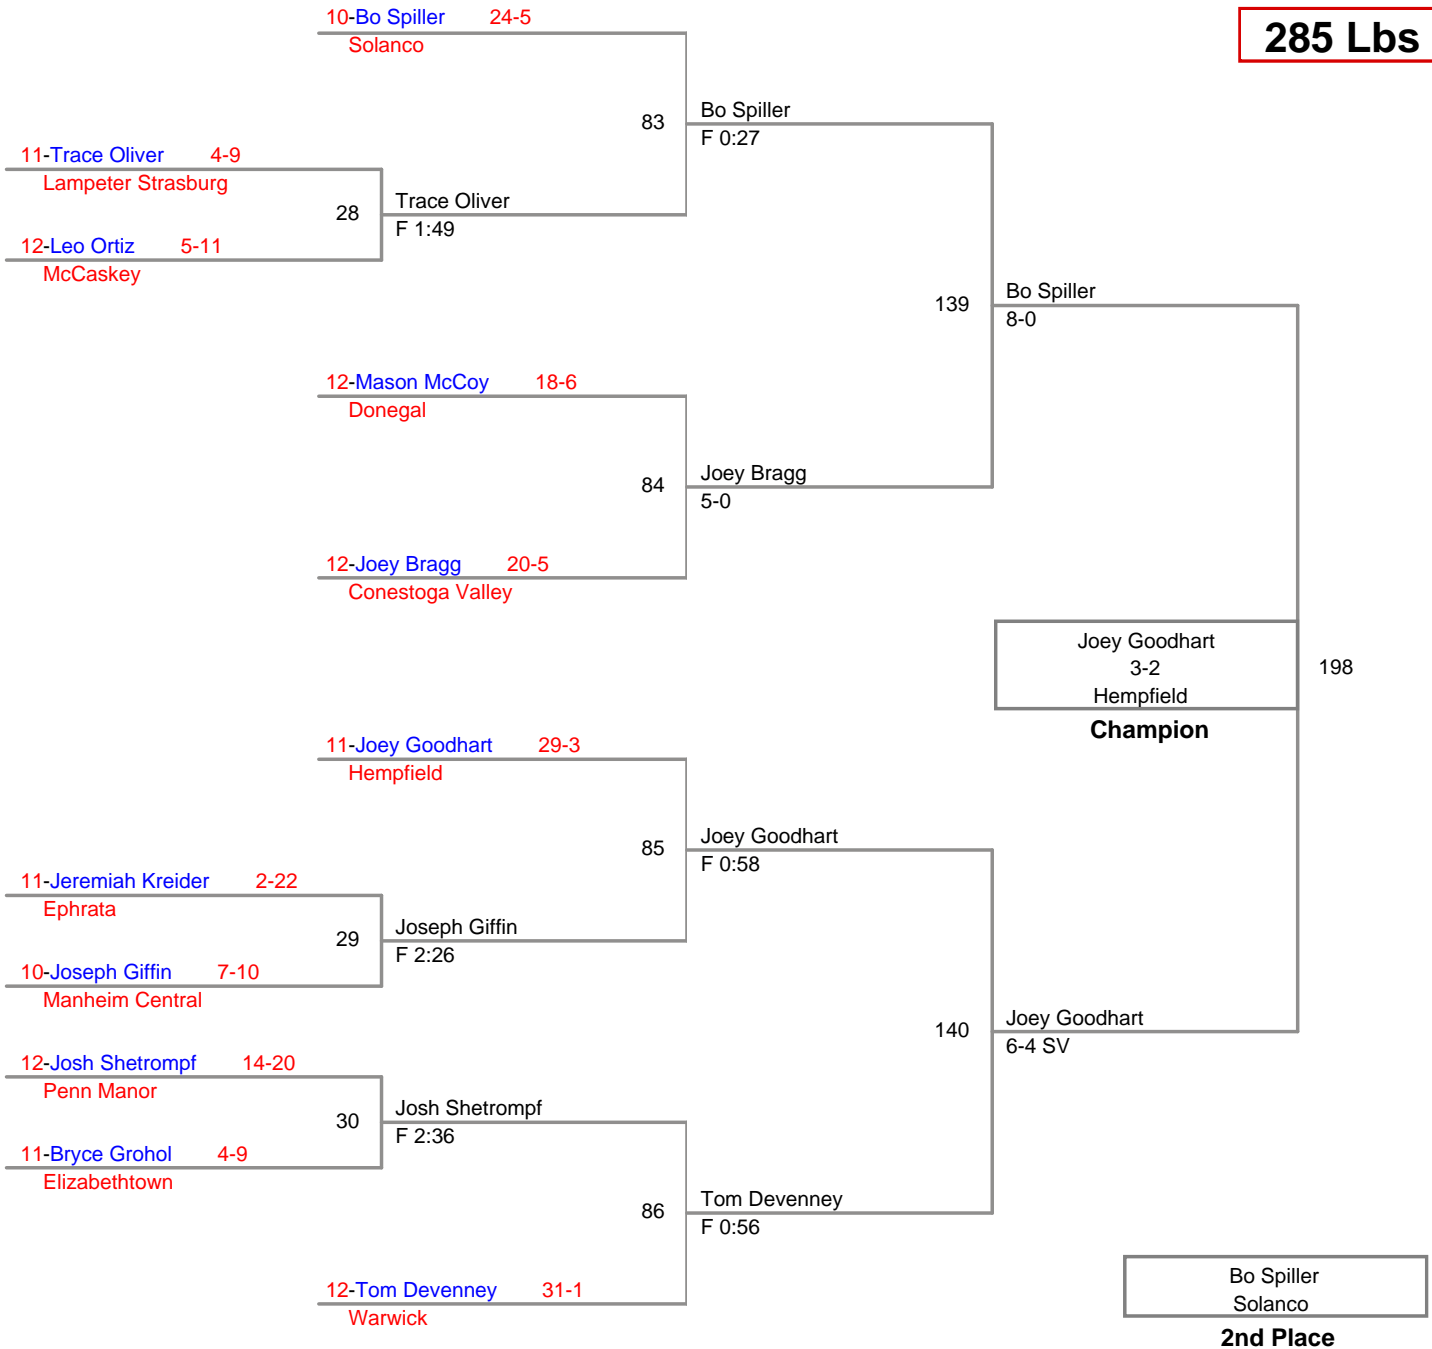 10-Bo Spiller 24-5
Solanco
285 Lbs
83
Bo Spiller
F 0:27
11-Trace Oliver 4-9
Lampeter Strasburg
28
Trace Oliver
F 1:49
12-Leo Ortiz 5-11
McCaskey
139
Bo Spiller
8-0
12-Mason McCoy 18-6
Donegal
84
Joey Bragg
5-0
12-Joey Bragg 20-5
Conestoga Valley
Joey Goodhart
3-2
Hempfield
198
Champion
11-Joey Goodhart 29-3
Hempfield
85
Joey Goodhart
F 0:58
11-Jeremiah Kreider 2-22
Ephrata
29
Joseph Giffin
F 2:26
10-Joseph Giffin 7-10
Manheim Central
140
Joey Goodhart
6-4 SV
12-Josh Shetrompf 14-20
Penn Manor
30
Josh Shetrompf
F 2:36
11-Bryce Grohol 4-9
Elizabethtown
86
Tom Devenney
F 0:56
12-Tom Devenney 31-1
Warwick
Bo Spiller
Solanco
2nd Place